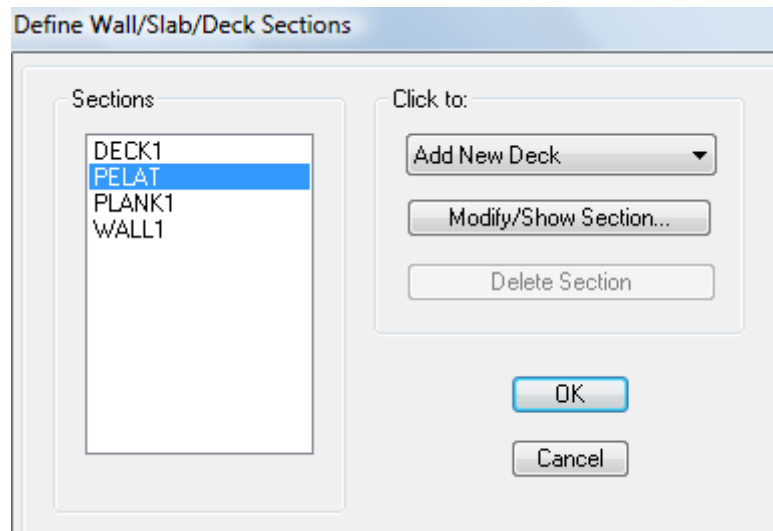 Define Wall/Slab/Deck Sections
Sections
DECK1
PELAT
PLANK1
WALL1
Click to:
Add New Deck
Modify/Show Section...
Delete Section
OK
Cancel